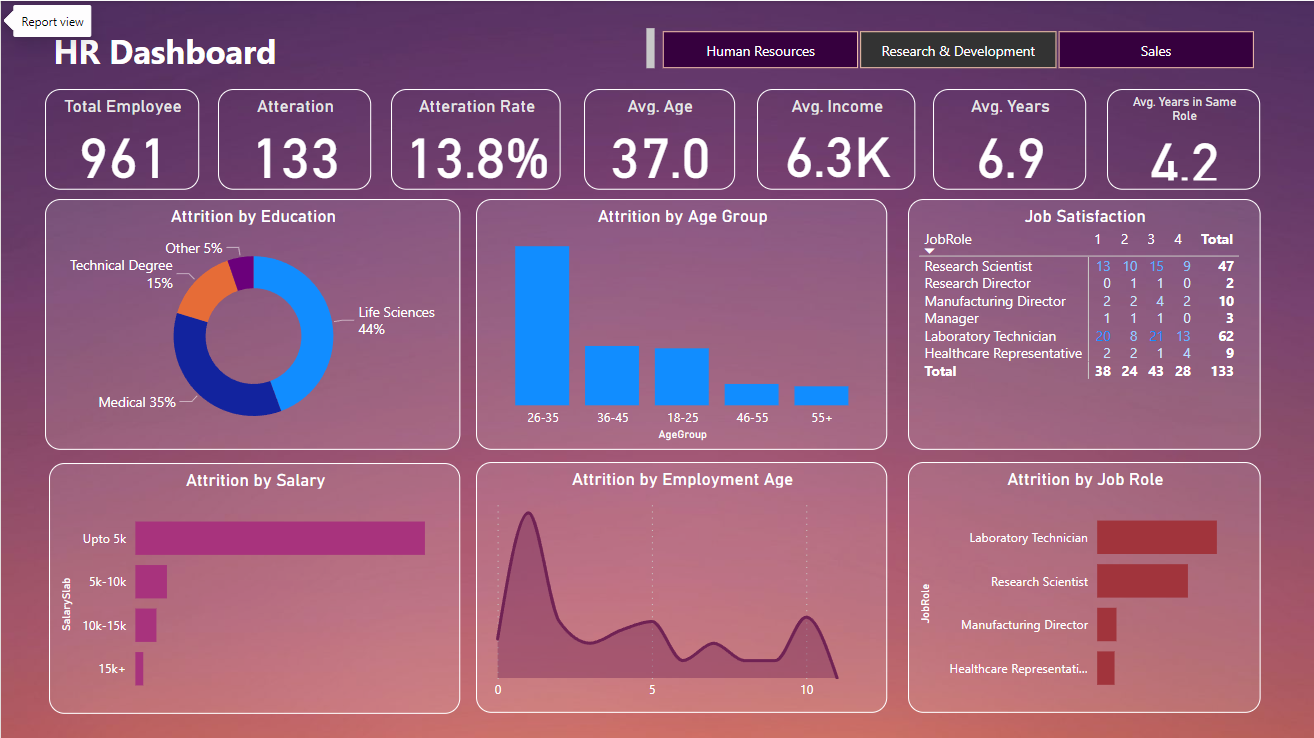 Report view
HR Dashboard
Human Resources
Research & Development
Sales
Total Employee
961
Atteration
133
Atteration Rate
13.8%
Avg. Age
37.0
Avg. Income
6.3K
Avg. Years
6.9
Avg. Years in Same
Role
4.2
Attrition by Education
Other 5%
Technical Degree
15%
Life Sciences
44%
Medical 35%
Attrition by Age Group
26-35 36-45 18-25 46-55 55+
AgeGroup
Job Satisfaction
JobRole 1 2 3 4 Total
Research Scientist 13 10 15 9 47
Research Director 0 1 1 0 2
Manufacturing Director 2 2 4 2 10
Manager 1 1 1 0 3
Laboratory Technician 20 8 21 13 62
Healthcare Representative 2 2 1 4 9
Total 38 24 43 28 133
Attrition by Salary
SalarySlab
Upto 5k
5k-10k
10k-15k
15k+
Attrition by Employment Age
0 5 10
Attrition by Job Role
JobRole
Laboratory Technician
Research Scientist
Manufacturing Director
Healthcare Representati...